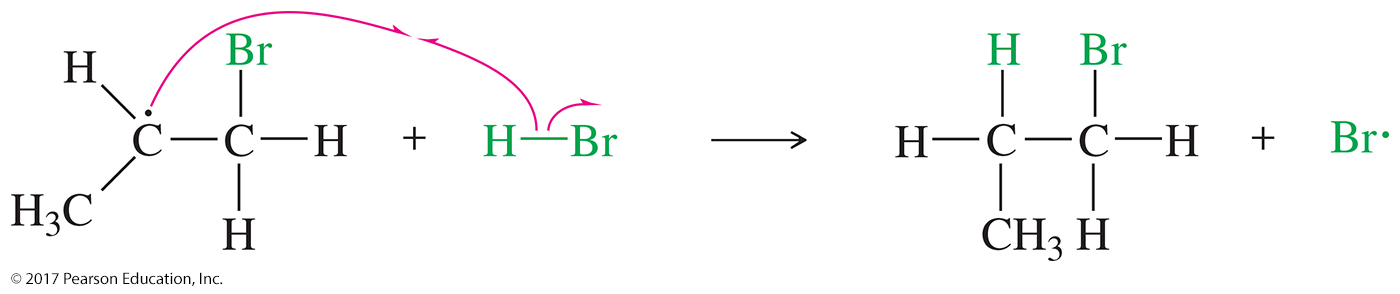 H Br H Br
C C H + H Br H C C H + Br·
H₃C H CH₃ H
© 2017 Pearson Education, Inc.